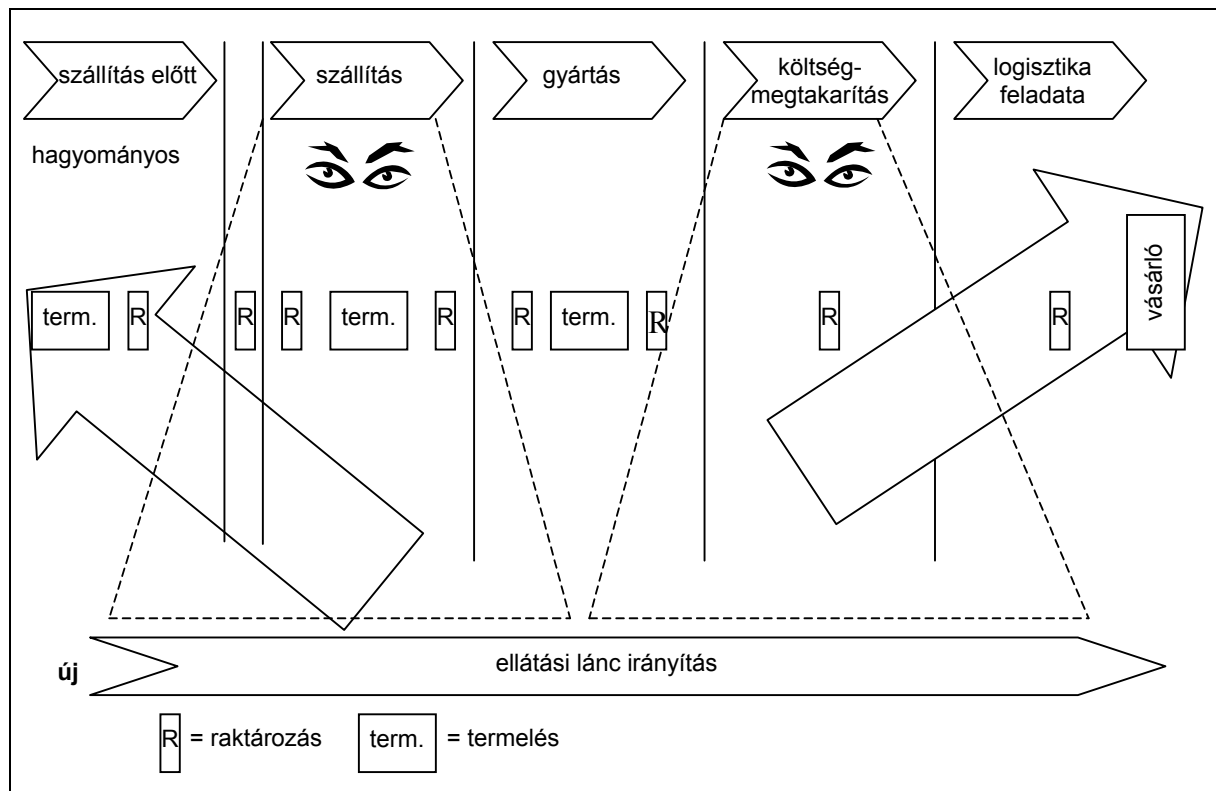 szállítás előtt
szállítás
gyártás
költség-
megtakarítás
logisztika
feladata
hagyományos
term.
R
R
R
term.
R
R
term.
R
R
R
vásárló
új
ellátási lánc irányítás
R = raktározás
term. = termelés